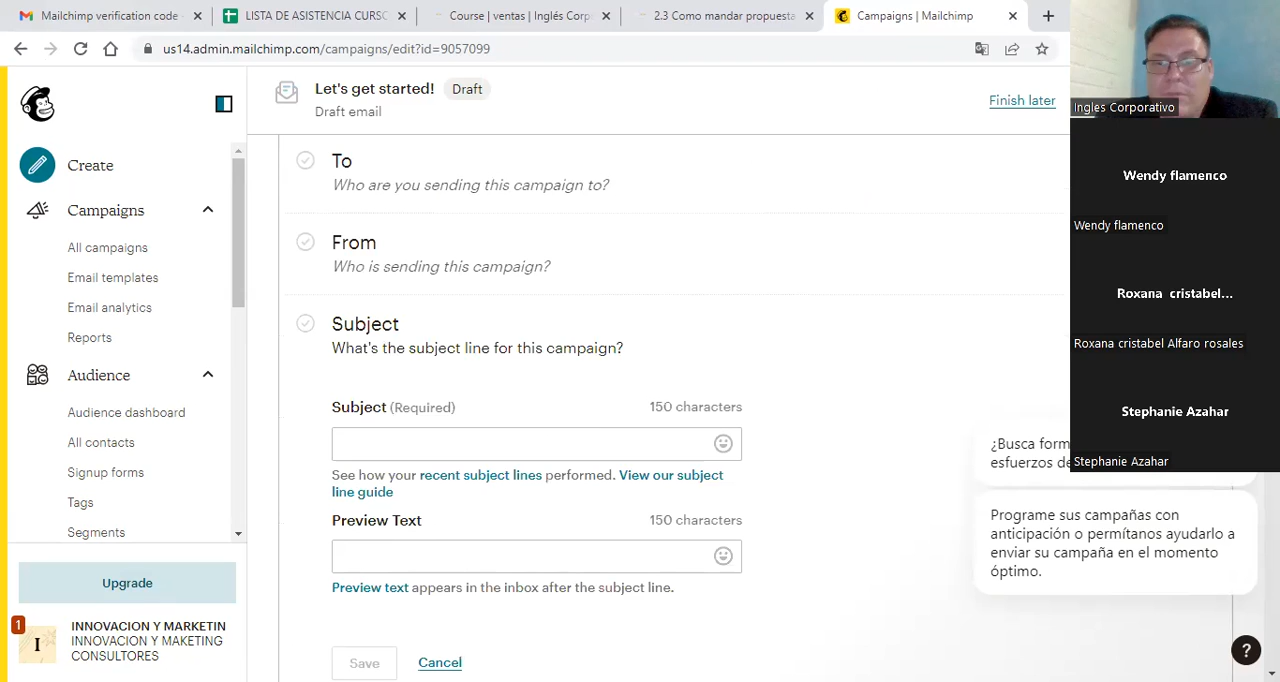 Mailchimp verification code
LISTA DE ASISTENCIA CURSO
Course | ventas | Inglés Corpo
2.3 Como mandar propuesta
Campaigns | Mailchimp
us14.admin.mailchimp.com/campaigns/edit?id=9057099
Let's get started!
Draft
Draft email
Finish later
Create
Campaigns
All campaigns
Email templates
Email analytics
Reports
Audience
Audience dashboard
All contacts
Signup forms
Tags
Segments
Upgrade
1
I
INNOVACION Y MARKETIN
INNOVACION Y MAKETING
CONSULTORES
To
Who are you sending this campaign to?
From
Who is sending this campaign?
Subject
What's the subject line for this campaign?
Subject (Required)
150 characters
See how your recent subject lines performed. View our subject
line guide
Preview Text
150 characters
Preview text appears in the inbox after the subject line.
Save
Cancel
Ingles Corporativo
Wendy flamenco
Wendy flamenco
Roxana cristabel...
Roxana cristabel Alfaro rosales
Stephanie Azahar
Stephanie Azahar
¿Busca form
esfuerzos de
Programe sus campañas con
anticipación o permítanos ayudarlo a
enviar su campaña en el momento
óptimo.
?